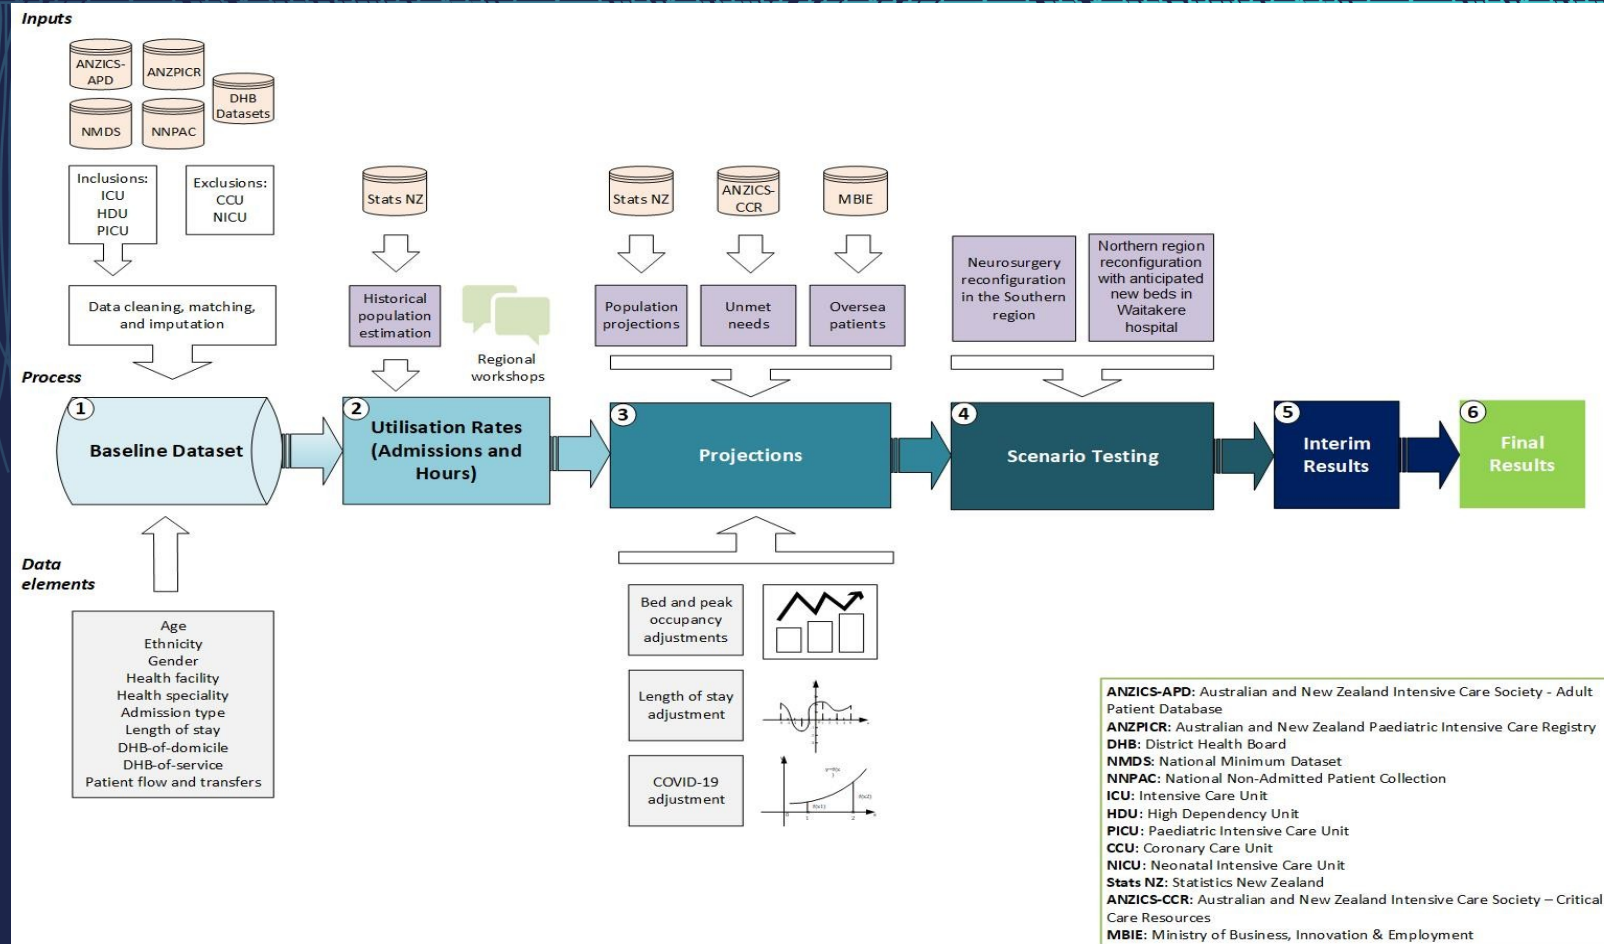 Inputs
ANZICS-
APD
ANZPICR
DHB
Datasets
NMDS
NNPAC
Inclusions:
ICU
HDU
PICU
Exclusions:
CCU
NICU
Data cleaning, matching,
and imputation
Stats NZ
Historical
population
estimation
Regional
workshops
Stats NZ
ANZICS-
CCR
MBIE
Population
projections
Unmet
needs
Oversea
patients
Neurosurgery
reconfiguration
in the Southern
region
Northern region
reconfiguration
with anticipated
new beds in
Waitakere
hospital
Process
1
Baseline Dataset
2
Utilisation Rates
(Admissions and
Hours)
3
Projections
4
Scenario Testing
5
Interim
Results
6
Final
Results
Data
elements
Age
Ethnicity
Gender
Health facility
Health speciality
Admission type
Length of stay
DHB-of-domicile
DHB-of-service
Patient flow and transfers
Bed and peak
occupancy
adjustments
Length of stay
adjustment
COVID-19
adjustment
f(x1)
f(x2)
1
2
ANZICS-APD: Australian and New Zealand Intensive Care Society - Adult
Patient Database
ANZPICR: Australian and New Zealand Paediatric Intensive Care Registry
DHB: District Health Board
NMDS: National Minimum Dataset
NNPAC: National Non-Admitted Patient Collection
ICU: Intensive Care Unit
HDU: High Dependency Unit
PICU: Paediatric Intensive Care Unit
CCU: Coronary Care Unit
NICU: Neonatal Intensive Care Unit
Stats NZ: Statistics New Zealand
ANZICS-CCR: Australian and New Zealand Intensive Care Society – Critical
Care Resources
MBIE: Ministry of Business, Innovation & Employment